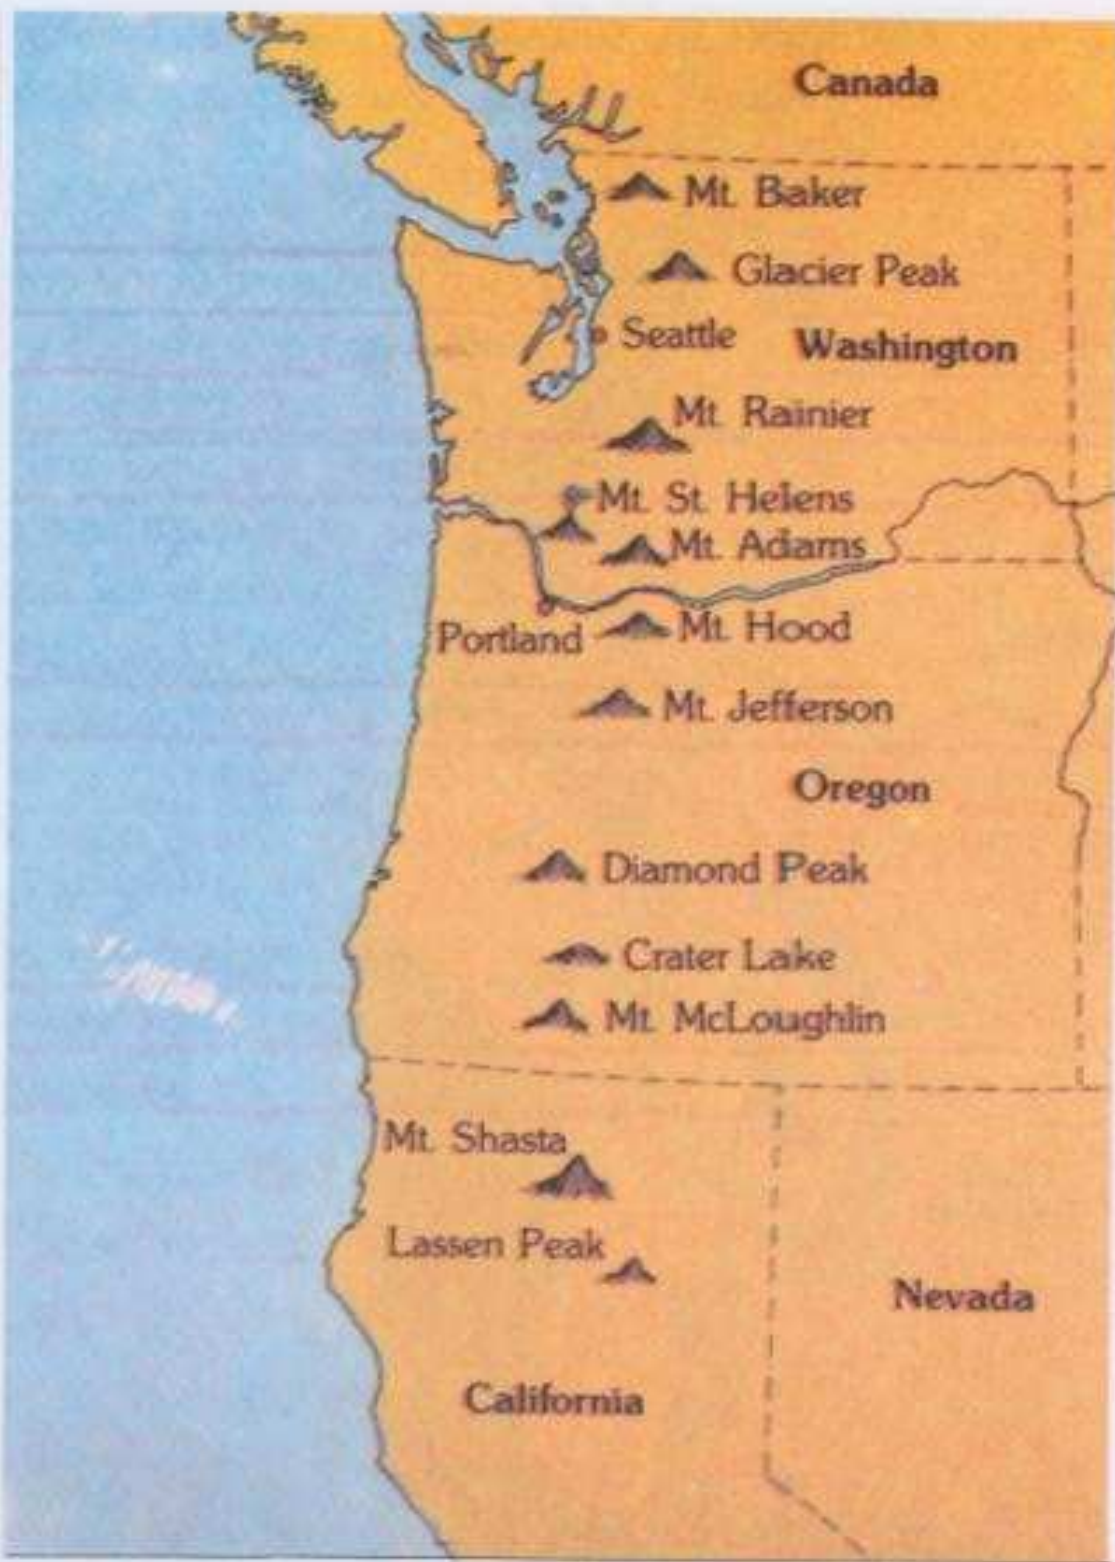 Canada
Mt. Baker
Glacier Peak
Seattle
Washington
Mt. Rainier
Mt. St. Helens
Mt. Adams
Portland
Mt. Hood
Mt. Jefferson
Oregon
Diamond Peak
Crater Lake
Mt. McLoughlin
Mt. Shasta
Lassen Peak
Nevada
California